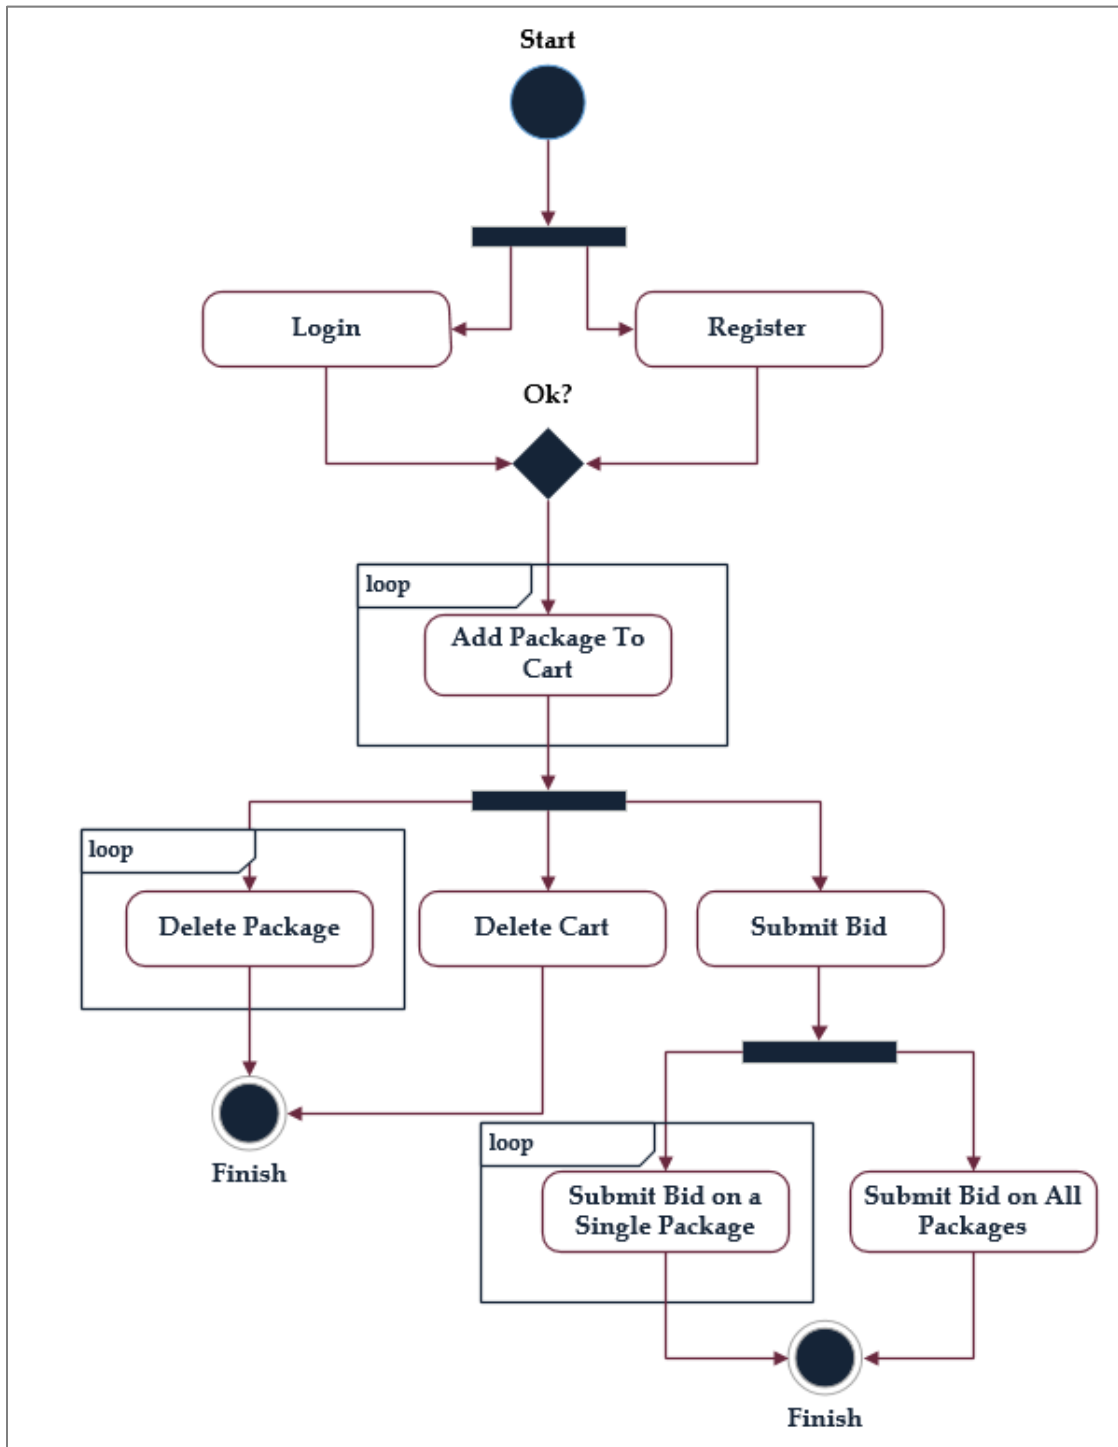 Start
Login
Register
Ok?
loop
Add Package To
Cart
loop
Delete Package
Delete Cart
Submit Bid
Finish
loop
Submit Bid on a
Single Package
Submit Bid on All
Packages
Finish